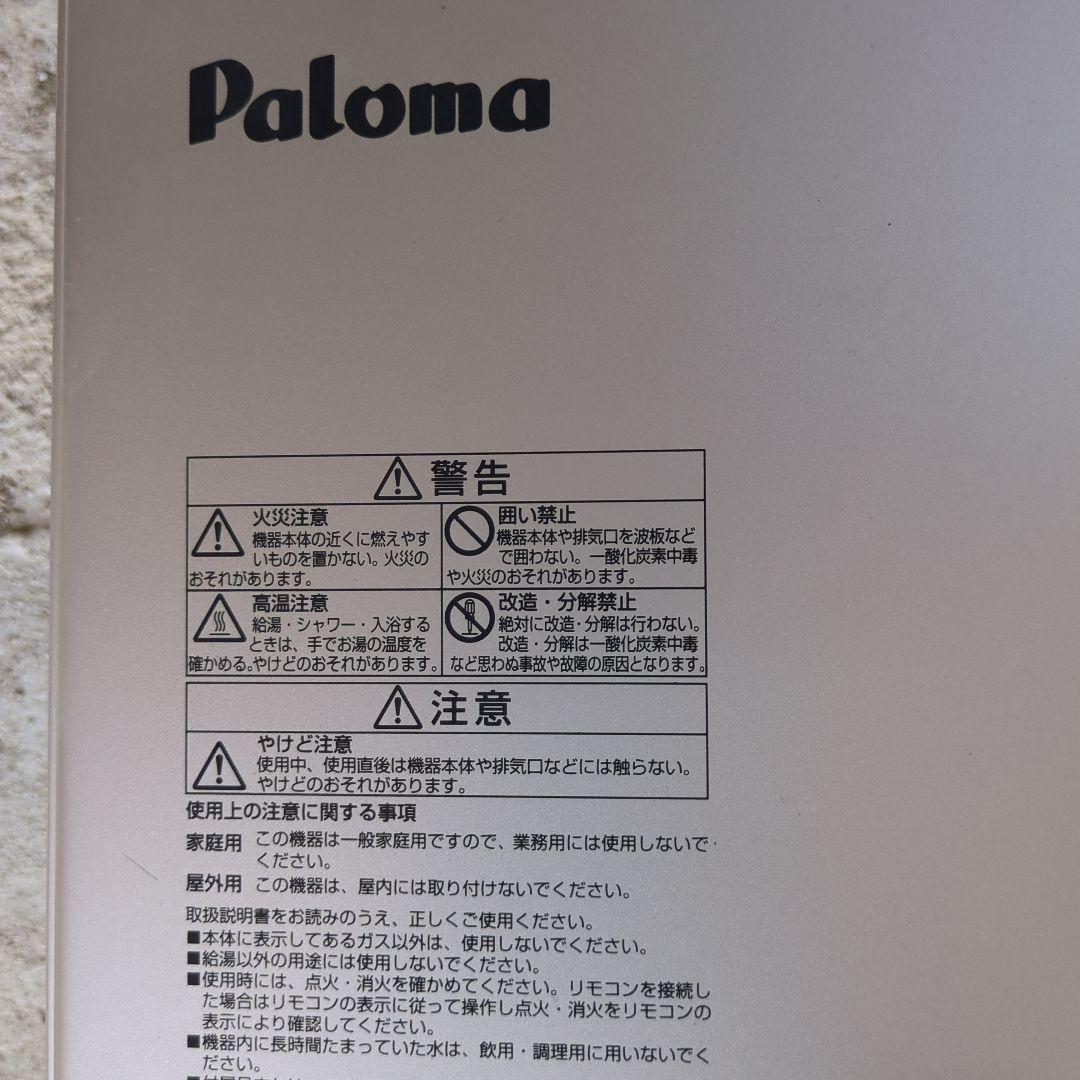 Paloma
警告
火災注意
機器本体の近くに燃えやす
いものを置かない。火災の
おそれがあります。
囲い禁止
機器本体や排気口を波板など
で囲わない。一酸化炭素中毒
や火災のおそれがあります。
高温注意
給湯・シャワー・入浴する
ときは、手でお湯の温度を
確かめる。やけどのおそれがあります。
改造・分解禁止
絶対に改造・分解は行わない。
改造・分解は一酸化炭素中毒
など思わぬ事故や故障の原因となります。
注意
やけど注意
使用中、使用直後は機器本体や排気口などには触らない。
やけどのおそれがあります。
使用上の注意に関する事項
家庭用 この機器は一般家庭用ですので、業務用には使用しないで
ください。
屋外用 この機器は、屋内には取り付けないでください。
取扱説明書をお読みのうえ、正しくご使用ください。
■本体に表示してあるガス以外は、使用しないでください。
■給湯以外の用途には使用しないでください。
■使用時には、点火・消火を確かめてください。リモコンを接続し
た場合はリモコンの表示に従って操作し点火・消火をリモコンの
表示により確認してください。
■機器内に長時間たまっていた水は、飲用・調理用に用いないでく
ださい。